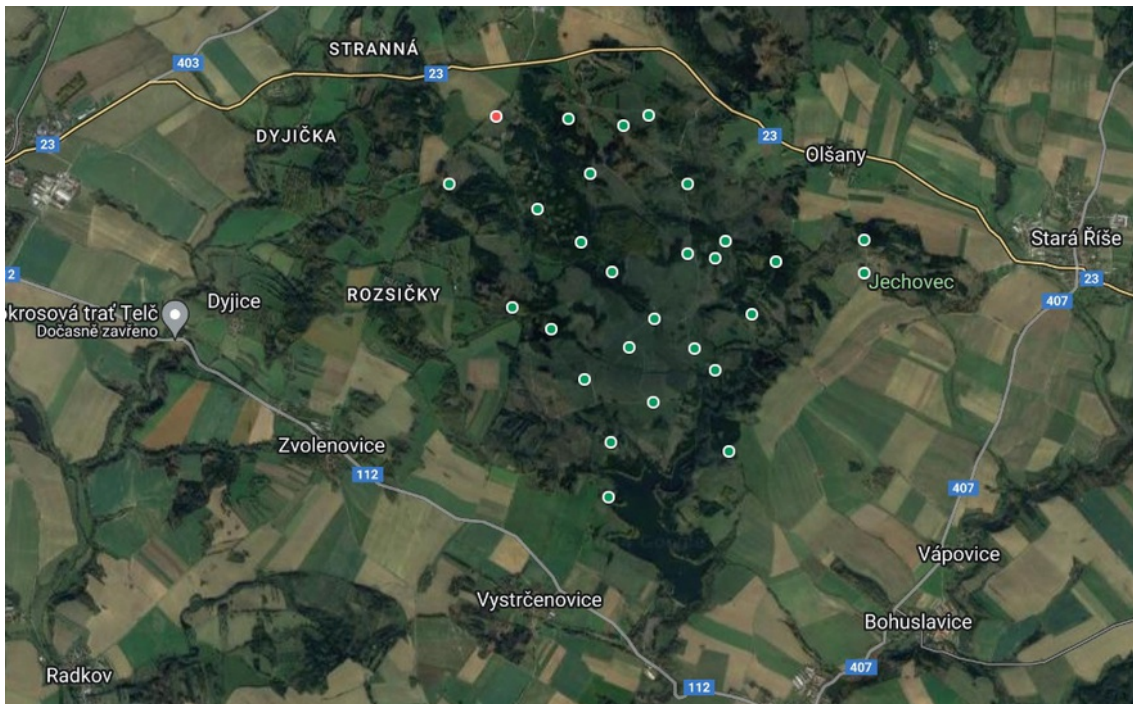 STRANNÁ
403
23
DYJIČKA
23
23
Olšany
Stará Říše
Jechovec
23
407
2
ROZSIČKY
Dyjice
okrosová trať Telč
Dočasně zavřeno
Zvolenovice
112
407
Vápovice
Vystrčenovice
Bohuslavice
407
Radkov
112